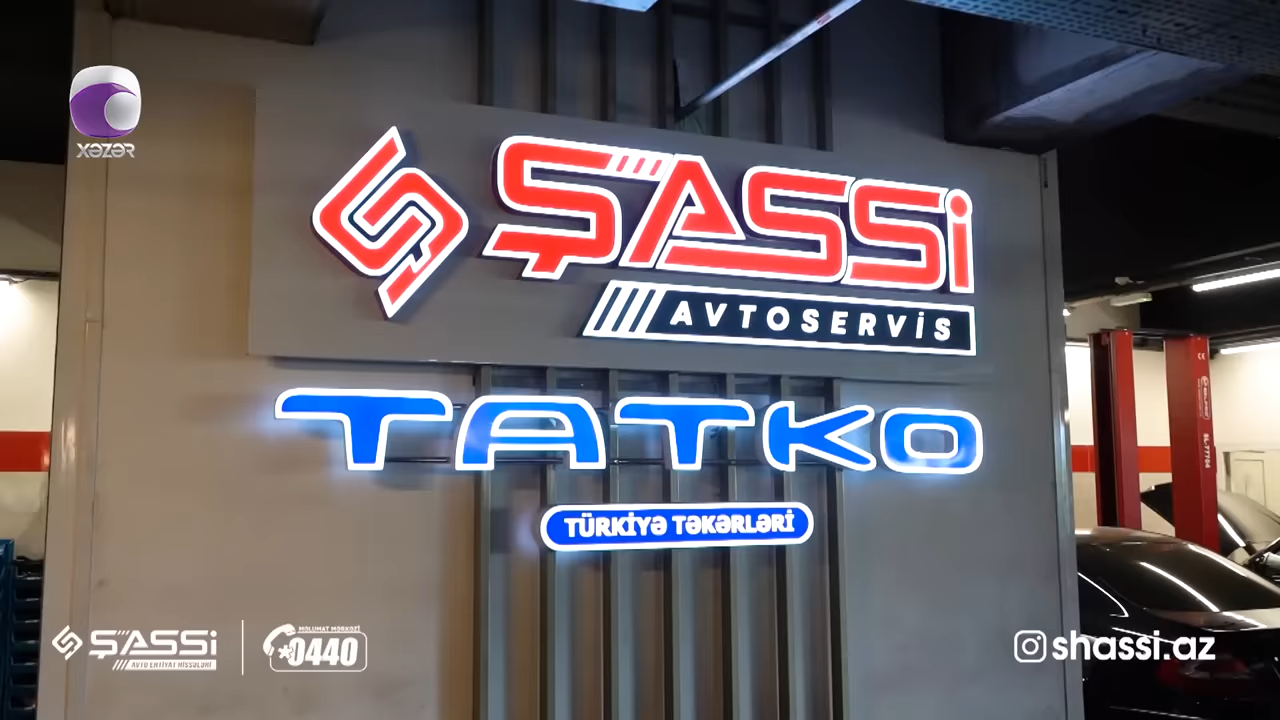 XƏZƏR
ŞASSİ
AVTOSERVİS
TATKO
TÜRKİYƏ TƏKƏRLƏRİ
ŞASSİ
AVTO EHTİYAT HİSSƏLƏRİ
MƏLUMAT MƏRKƏZİ
*0440
shassi.az